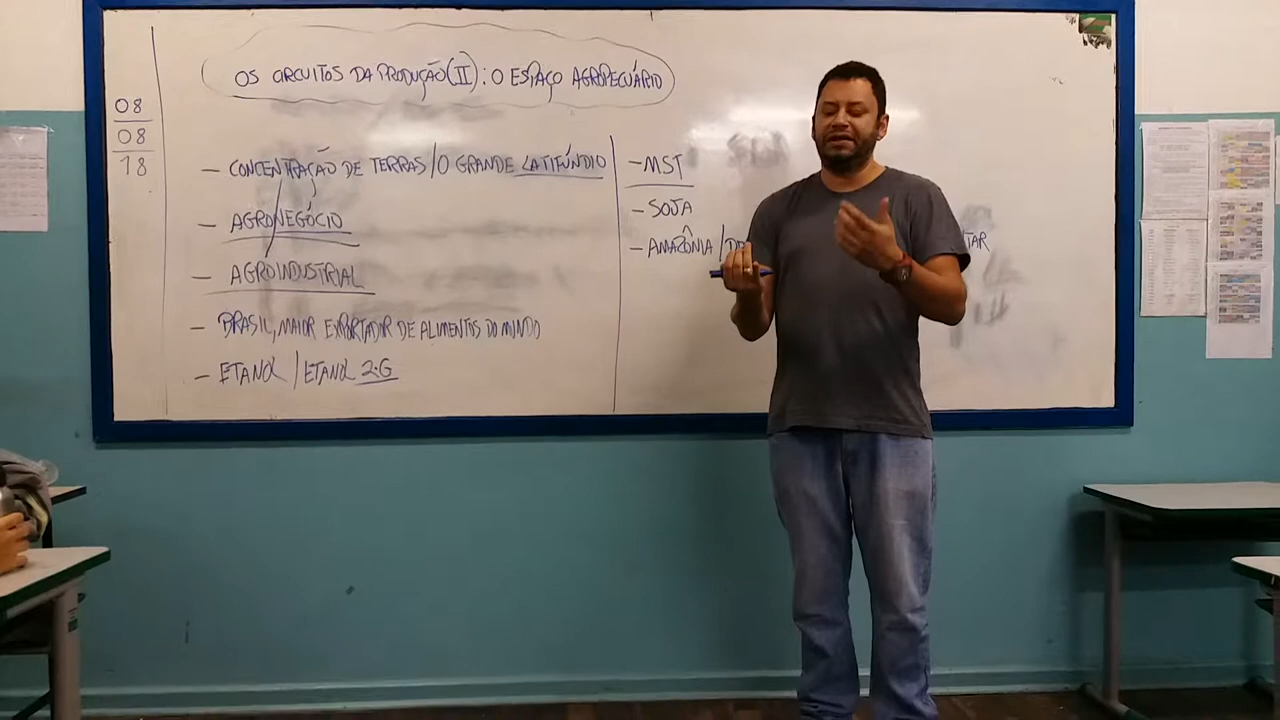 OS CIRCUITOS DA PRODUÇÃO (II): O ESPAÇO AGROPECUÁRIO
08
08
18
- CONCENTRAÇÃO DE TERRAS / O GRANDE LATIFÚNDIO
- AGRONEGÓCIO
- AGROINDUSTRIAL
- BRASIL, MAIOR EXPORTADOR DE ALIMENTOS DO MUNDO
- ETANOL / ETANOL 2.G
- MST
- SOJA
- AMAZÔNIA /